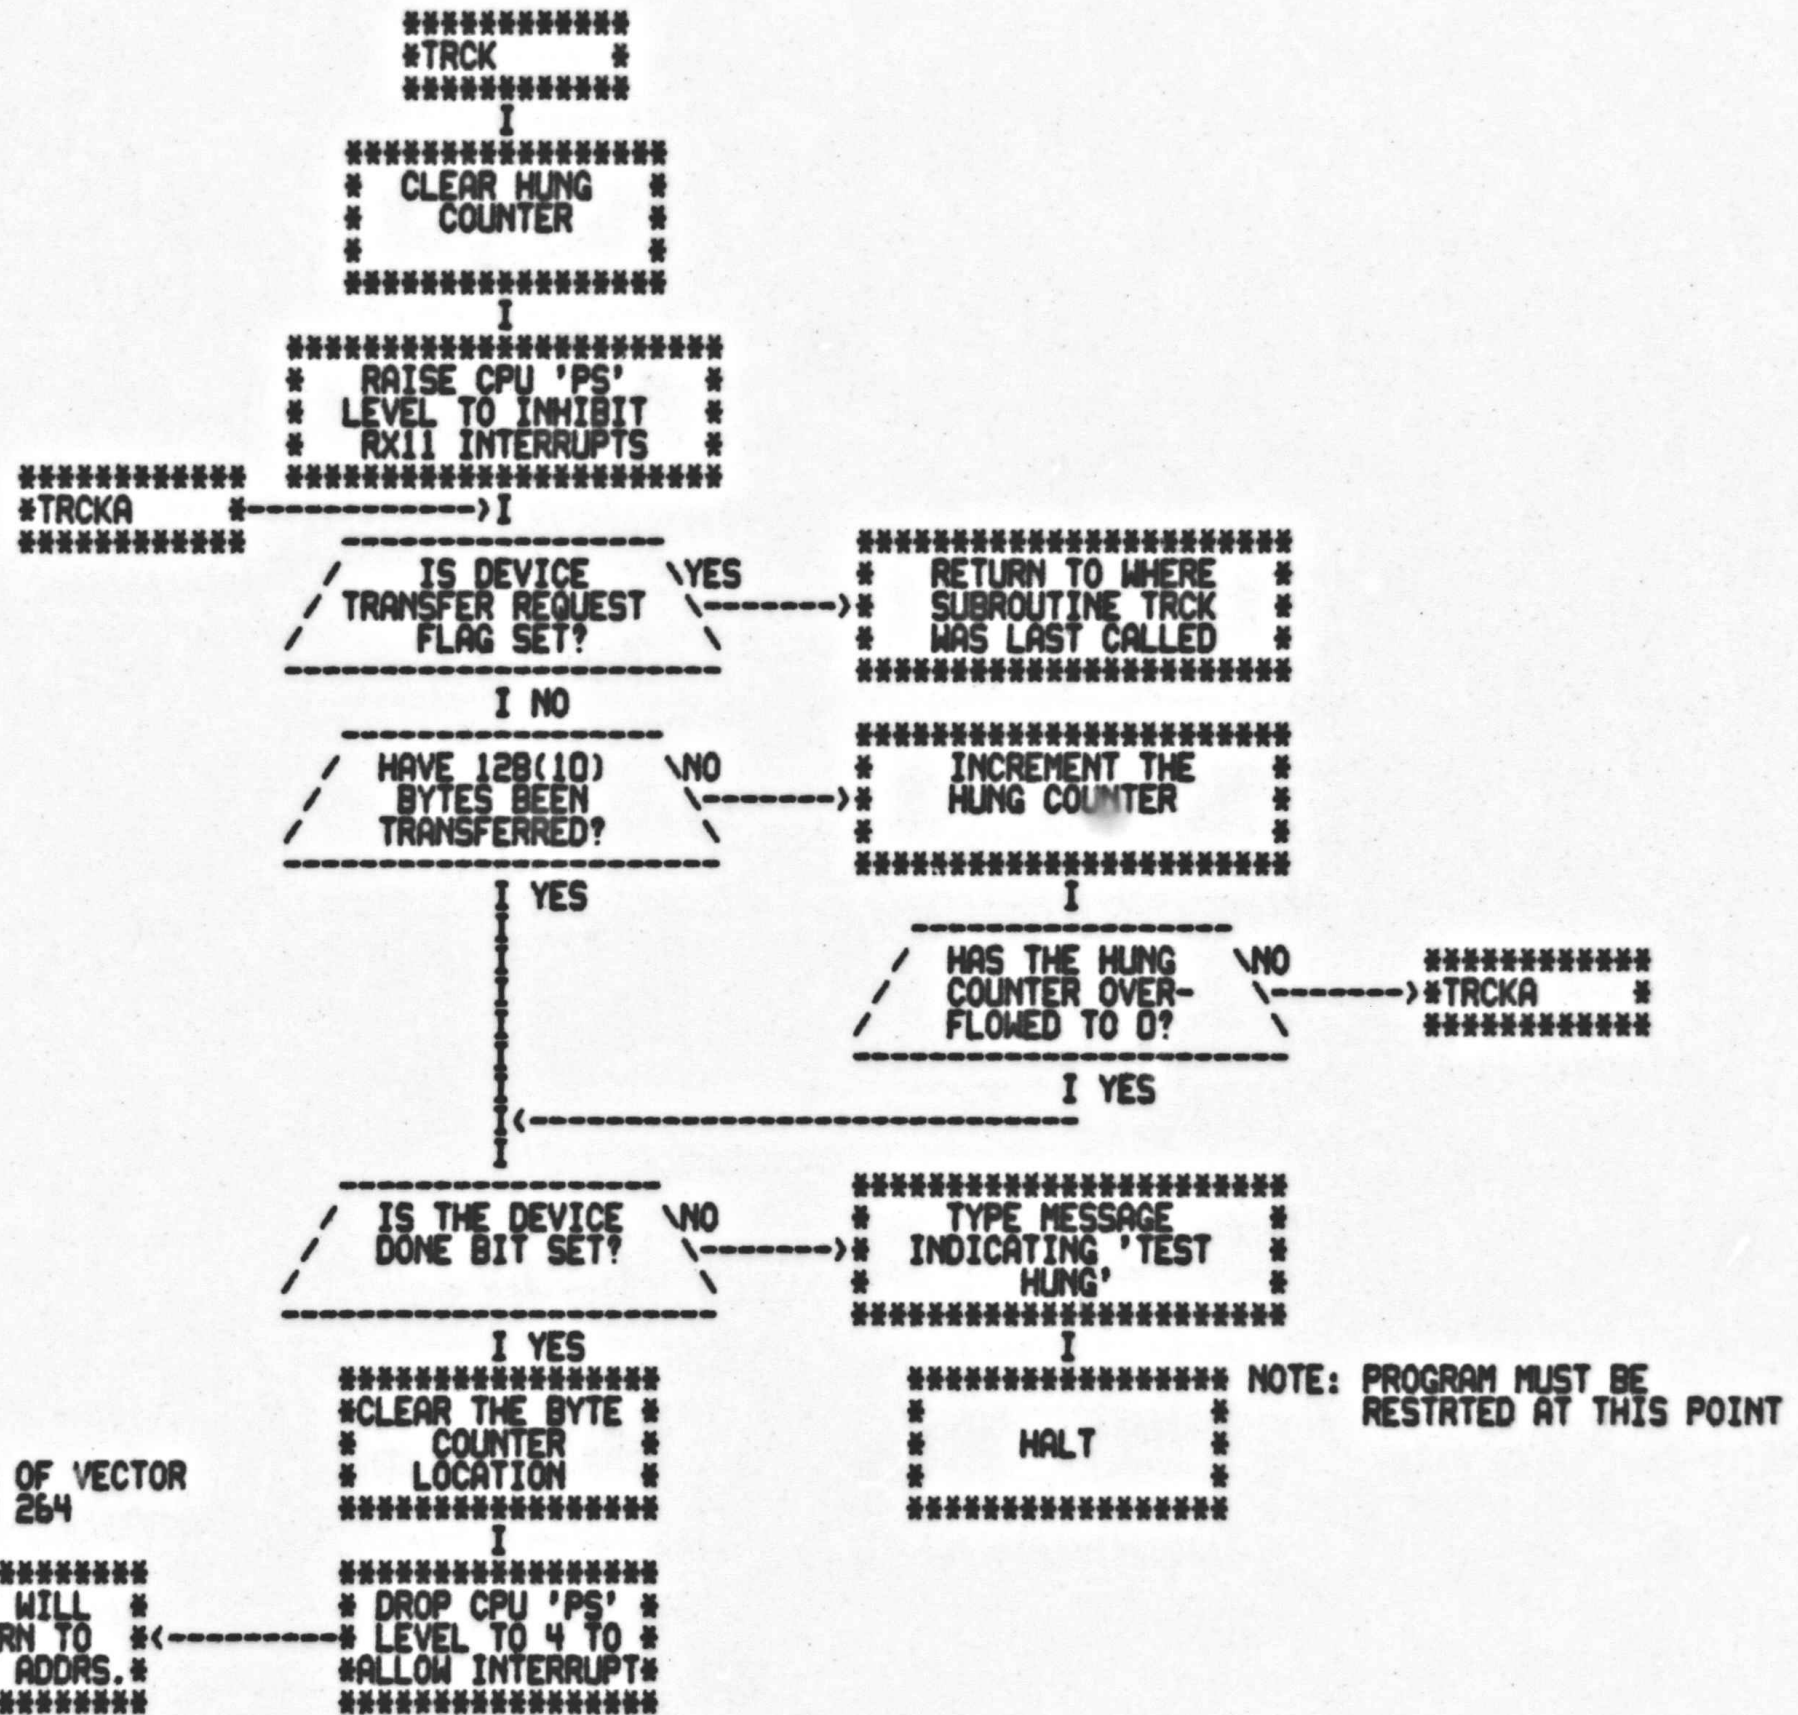 TRCK
CLEAR HUNG
COUNTER
RAISE CPU 'PS'
LEVEL TO INHIBIT
RX11 INTERRUPTS
TRCKA
IS DEVICE
TRANSFER REQUEST
FLAG SET?
YES
RETURN TO WHERE
SUBROUTINE TRCK
WAS LAST CALLED
NO
HAVE 128(10)
BYTES BEEN
TRANSFERRED?
NO
INCREMENT THE
HUNG COUNTER
YES
HAS THE HUNG
COUNTER OVER-
FLOWED TO 0?
NO
TRCKA
YES
IS THE DEVICE
DONE BIT SET?
NO
TYPE MESSAGE
INDICATING 'TEST
HUNG'
YES
CLEAR THE BYTE
COUNTER
LOCATION
HALT
NOTE: PROGRAM MUST BE
RESTRTED AT THIS POINT
OF VECTOR
264
DROP CPU 'PS'
LEVEL TO 4 TO
ALLOW INTERRUPT
WILL
RN TO
ADDRS.